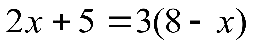 2x + 5 = 3(8 - x)